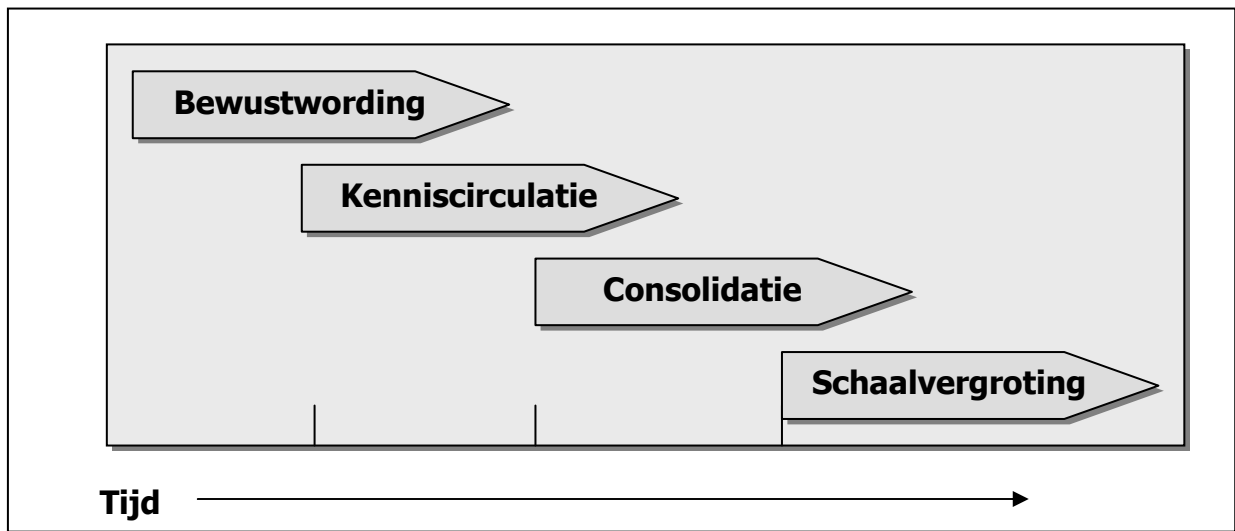 Bewustwording
Kenniscirculatie
Consolidatie
Schaalvergroting
Tijd